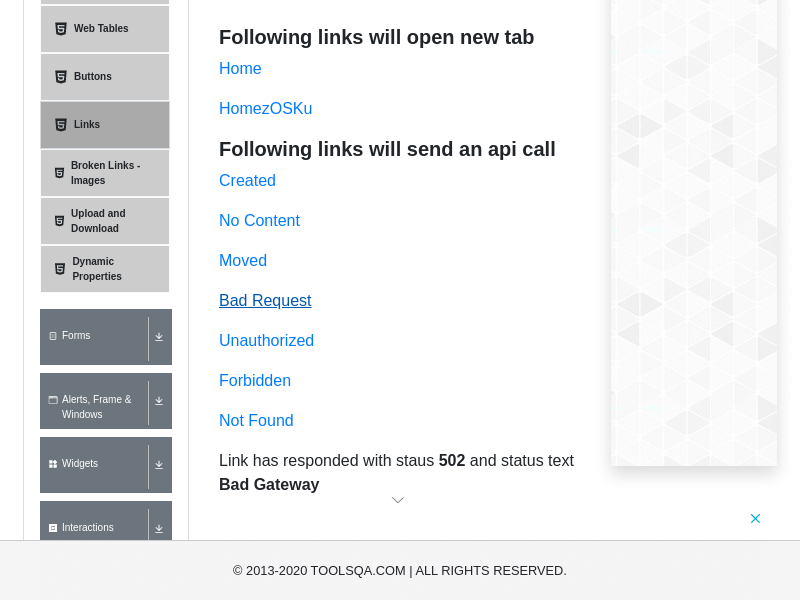 Web Tables
Buttons
Links
Broken Links -
Images
Upload and
Download
Dynamic
Properties
Forms
Alerts, Frame &
Windows
Widgets
Interactions
Following links will open new tab
Home
HomezOSKu
Following links will send an api call
Created
No Content
Moved
Bad Request
Unauthorized
Forbidden
Not Found
Link has responded with staus 502 and status text
Bad Gateway
© 2013-2020 TOOLSQA.COM | ALL RIGHTS RESERVED.